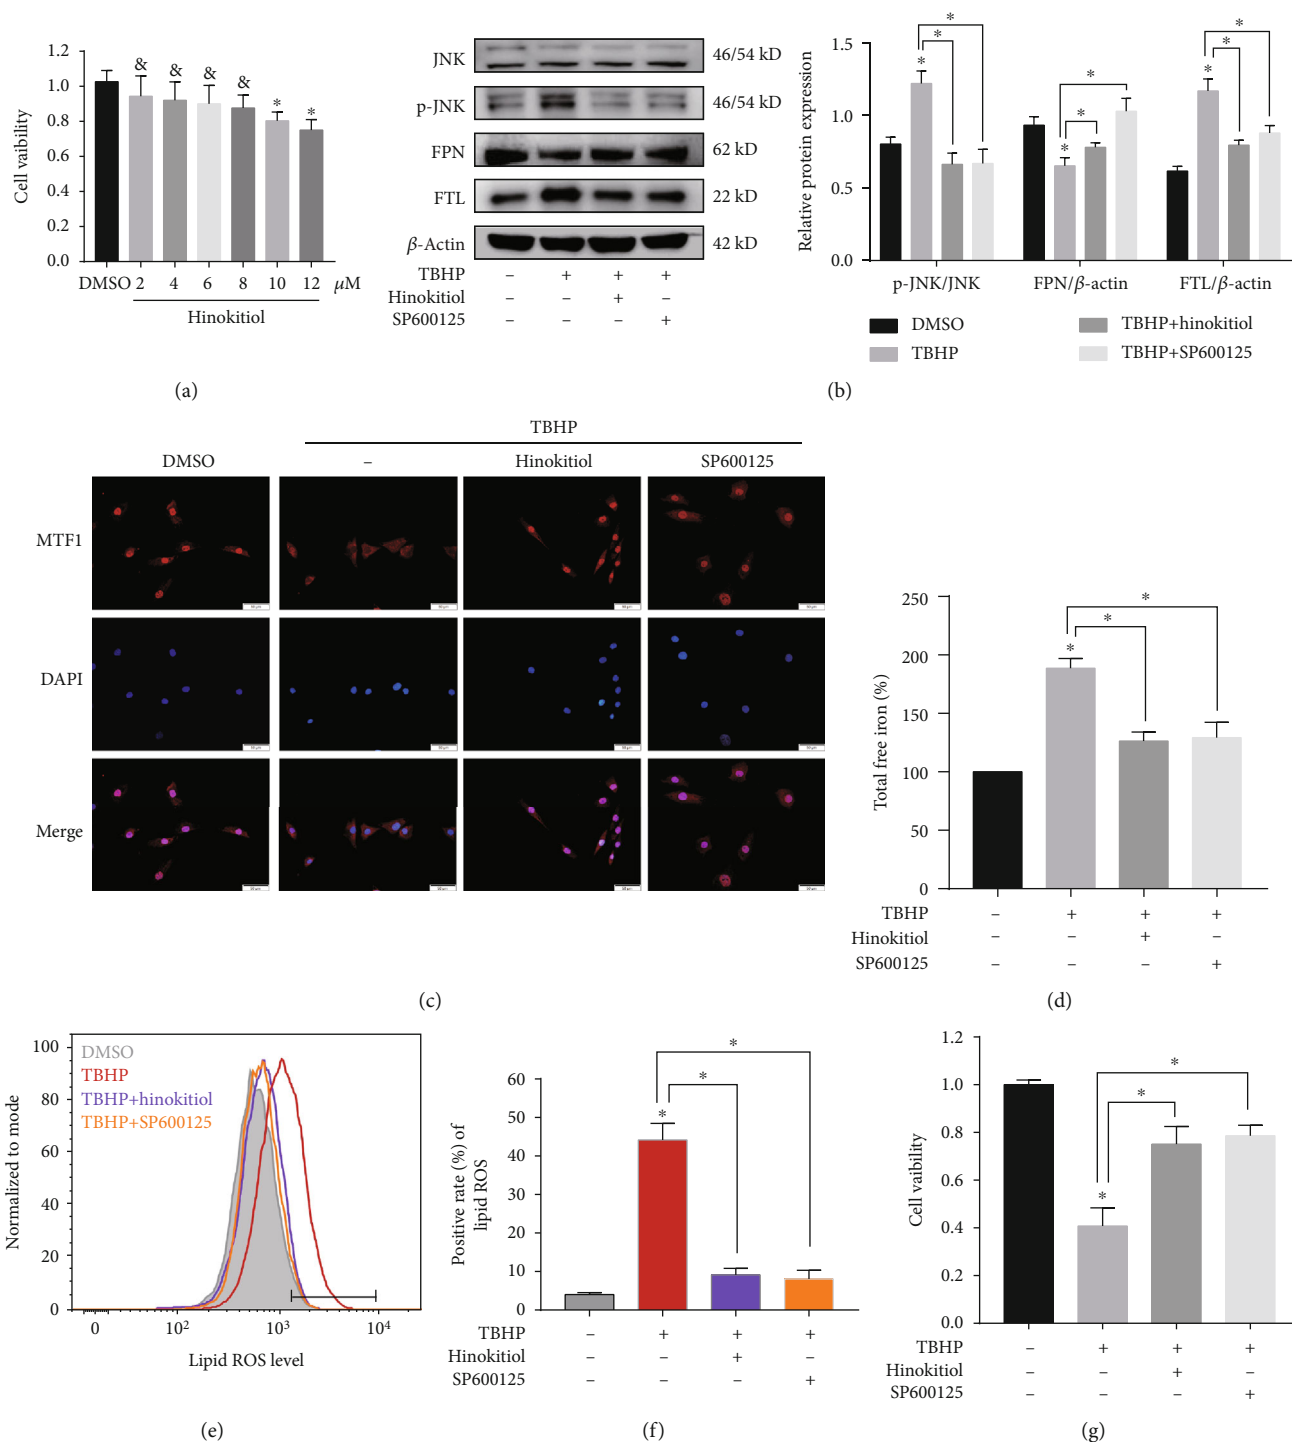 1.2
1.0
0.8
0.6
0.4
0.2
0.0
Cell vaibility
& & & & * *
DMSO 2 4 6 8 10 12 μM
Hinokitiol
(a)
JNK 46/54 kD
p-JNK 46/54 kD
FPN 62 kD
FTL 22 kD
β-Actin 42 kD
TBHP – + + +
Hinokitiol – – + –
SP600125 – – – +
1.5
1.0
0.5
0.0
Relative protein expression
* * * * * * * * *
p-JNK/JNK FPN/β-actin FTL/β-actin
DMSO TBHP+hinokitiol
TBHP TBHP+SP600125
(b)
TBHP
DMSO – Hinokitiol SP600125
MTF1
DAPI
Merge
(c)
250
200
150
100
50
0
Total free iron (%)
* * *
TBHP – + + +
Hinokitiol – – + –
SP600125 – – – +
(d)
100
80
60
40
20
0
Normalized to mode
DMSO
TBHP
TBHP+hinokitiol
TBHP+SP600125
0 10² 10³ 10⁴
Lipid ROS level
(e)
60
50
40
30
20
10
0
Positive rate (%) of
lipid ROS
* * *
TBHP – + + +
Hinokitiol – – + –
SP600125 – – – +
(f)
1.2
1.0
0.8
0.6
0.4
0.2
0.0
Cell vaibility
* * *
TBHP – + + +
Hinokitiol – – + –
SP600125 – – – +
(g)